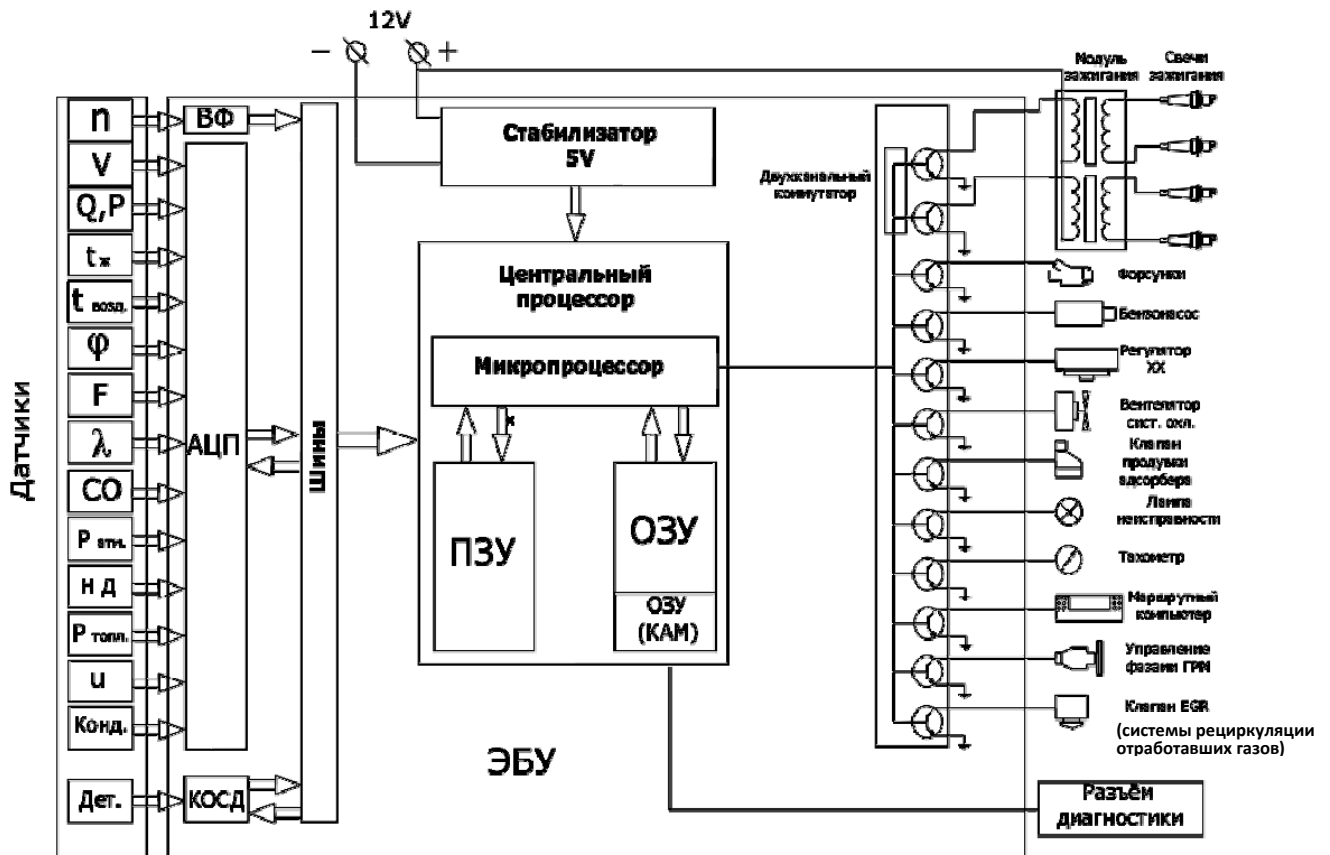 12V
− +
Датчики
n
V
Q,P
tж
t возд.
φ
F
λ
CO
P атм.
н д
P топл.
u
Конд.
Дет.
ВФ
АЦП
КОСД
Шины
Стабилизатор
5V
Центральный
процессор
Микропроцессор
х
ПЗУ
ОЗУ
ОЗУ
(КАМ)
ЭБУ
Двухканальный
коммутатор
Модуль
зажигания
Свечи
зажигания
Форсунки
Бензонасос
Регулятор
ХХ
Вентелятор
сист. охл.
Клапан
продувки
адсорбера
Лампа
неисправности
Тахометр
Маршрутный
компьютер
Управление
фазами ГРМ
Клапан EGR
(системы рециркуляции
отработавших газов)
Разъём
диагностики